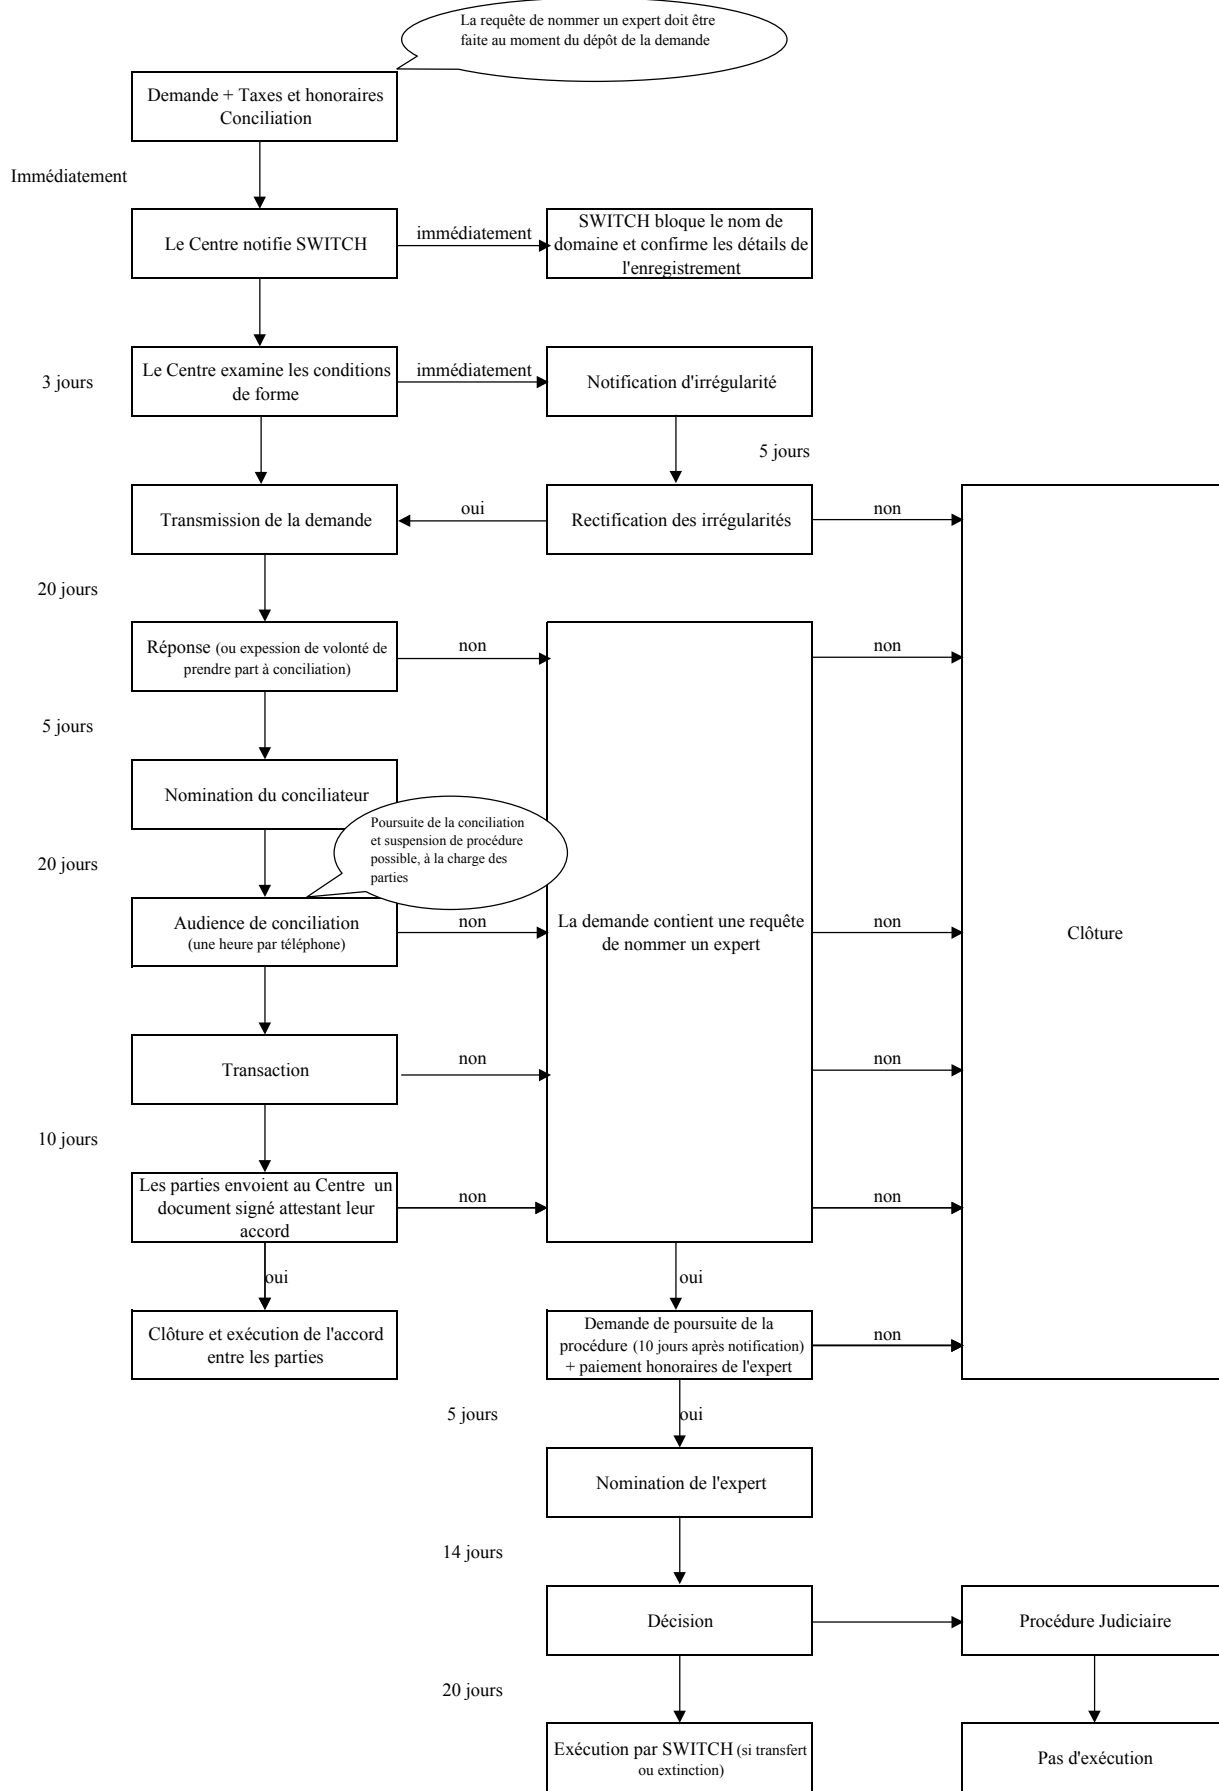 La requête de nommer un expert doit être
faite au moment du dépôt de la demande
Demande + Taxes et honoraires
Conciliation
Immédiatement
Le Centre notifie SWITCH
immédiatement
SWITCH bloque le nom de
domaine et confirme les détails de
l'enregistrement
3 jours
Le Centre examine les conditions
de forme
immédiatement
Notification d'irrégularité
5 jours
Transmission de la demande
oui
Rectification des irrégularités
non
20 jours
Réponse (ou expession de volonté de
prendre part à conciliation)
non
non
5 jours
Nomination du conciliateur
Poursuite de la conciliation
et suspension de procédure
possible, à la charge des
parties
20 jours
Audience de conciliation
(une heure par téléphone)
non
La demande contient une requête
de nommer un expert
non
Clôture
Transaction
non
non
10 jours
Les parties envoient au Centre un
document signé attestant leur
accord
non
non
oui
oui
Clôture et exécution de l'accord
entre les parties
Demande de poursuite de la
procédure (10 jours après notification)
+ paiement honoraires de l'expert
non
5 jours
oui
Nomination de l'expert
14 jours
Décision
Procédure Judiciaire
20 jours
Exécution par SWITCH (si transfert
ou extinction)
Pas d'exécution